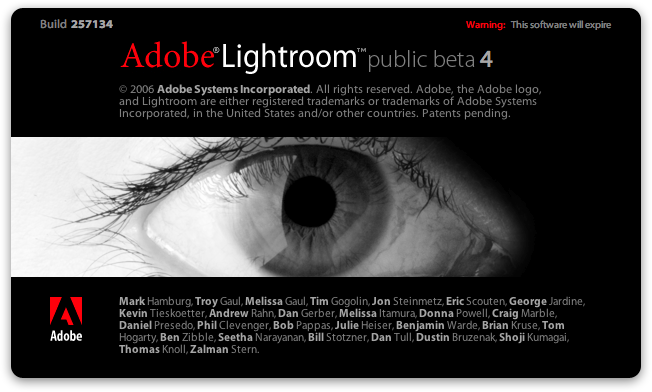 Build 257134
Warning: This software will expire
Adobe® Lightroom™ public beta 4
© 2006 Adobe Systems Incorporated. All rights reserved. Adobe, the Adobe logo,
and Lightroom are either registered trademarks or trademarks of Adobe Systems
Incorporated, in the United States and/or other countries. Patents pending.
Mark Hamburg, Troy Gaul, Melissa Gaul, Tim Gogolin, Jon Steinmetz, Eric Scouten, George Jardine,
Kevin Tieskoetter, Andrew Rahn, Dan Gerber, Melissa Itamura, Donna Powell, Craig Marble,
Daniel Presedo, Phil Clevenger, Bob Pappas, Julie Heiser, Benjamin Warde, Brian Kruse, Tom
Hogarty, Ben Zibble, Seetha Narayanan, Bill Stotzner, Dan Tull, Dustin Bruzenak, Shoji Kumagai,
Thomas Knoll, Zalman Stern.
Adobe